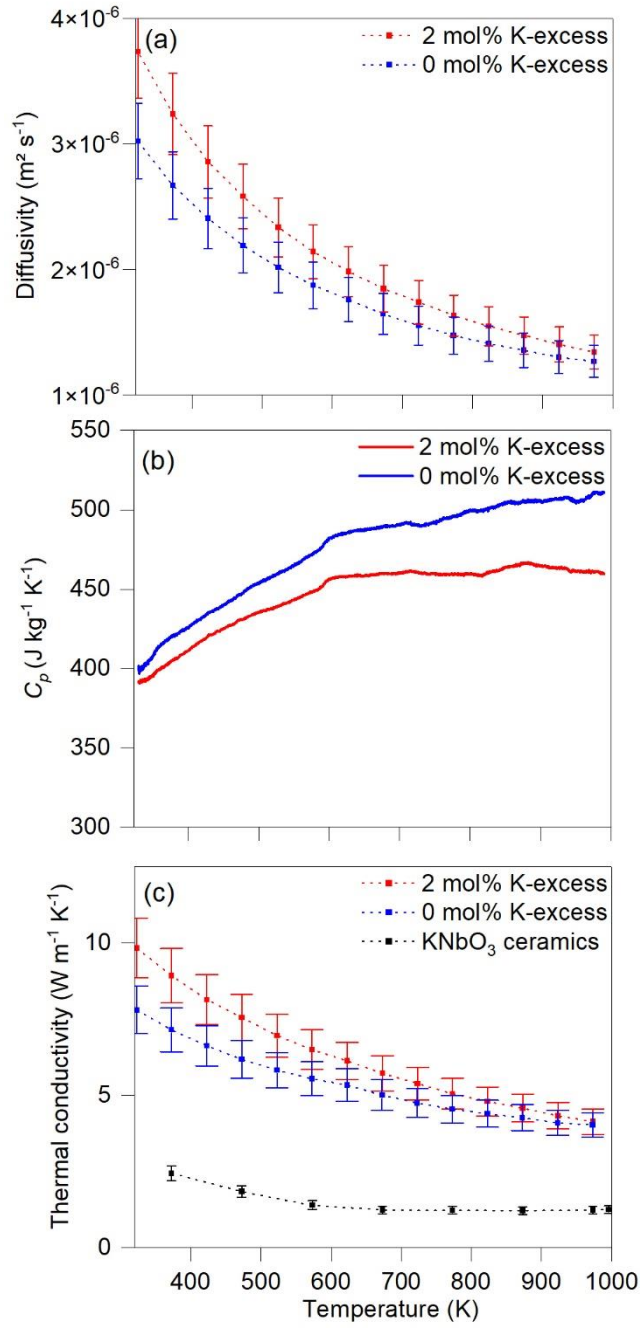 (a)
2 mol% K-excess
0 mol% K-excess
4×10⁻⁶
3×10⁻⁶
2×10⁻⁶
1×10⁻⁶
Diffusivity (m² s⁻¹)
(b)
2 mol% K-excess
0 mol% K-excess
550
500
450
400
350
300
Cₚ (J kg⁻¹ K⁻¹)
(c)
2 mol% K-excess
0 mol% K-excess
KNbO₃ ceramics
10
5
0
Thermal conductivity (W m⁻¹ K⁻¹)
400 500 600 700 800 900 1000
Temperature (K)